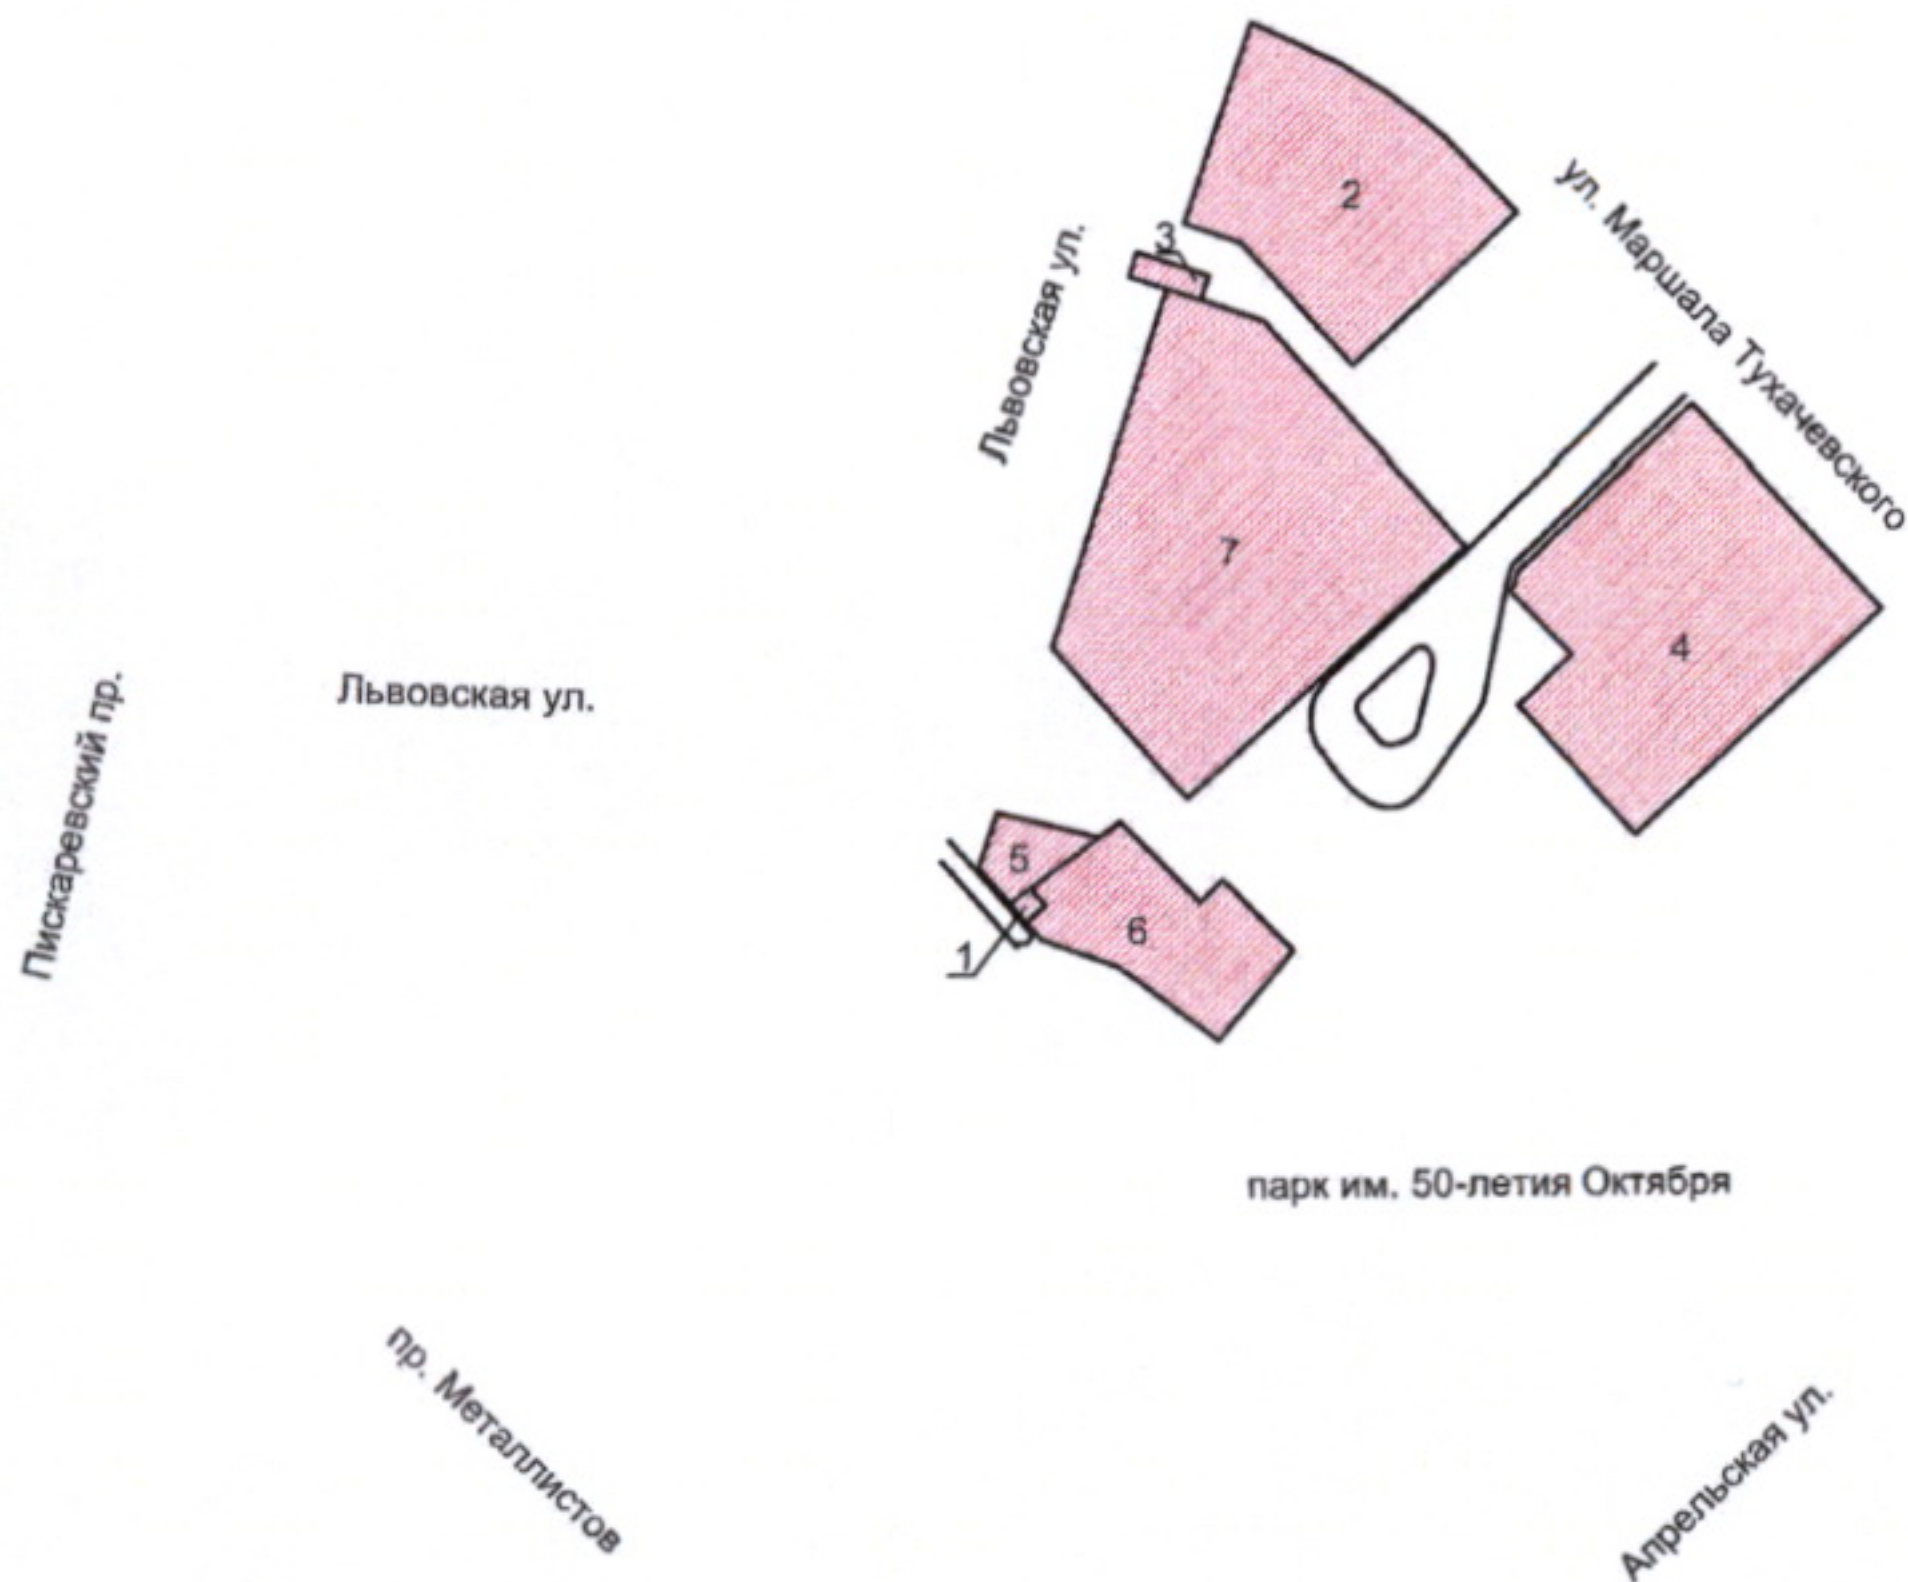 2
ул. Маршала Тухачевского
3
Львовская ул.
7
4
Львовская ул.
Пискаревский пр.
5
6
1
парк им. 50-летия Октября
пр. Металлистов
Апрельская ул.